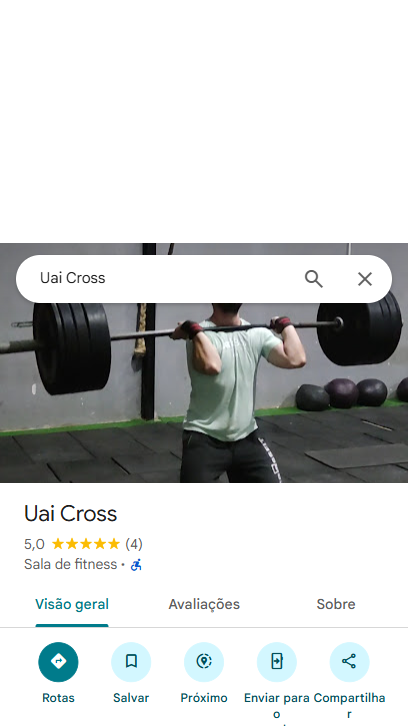 Uai Cross
Uai Cross
5,0 ★★★★★ (4)
Sala de fitness ·
Visão geral Avaliações Sobre
Rotas Salvar Próximo Enviar para Compartilha
o r